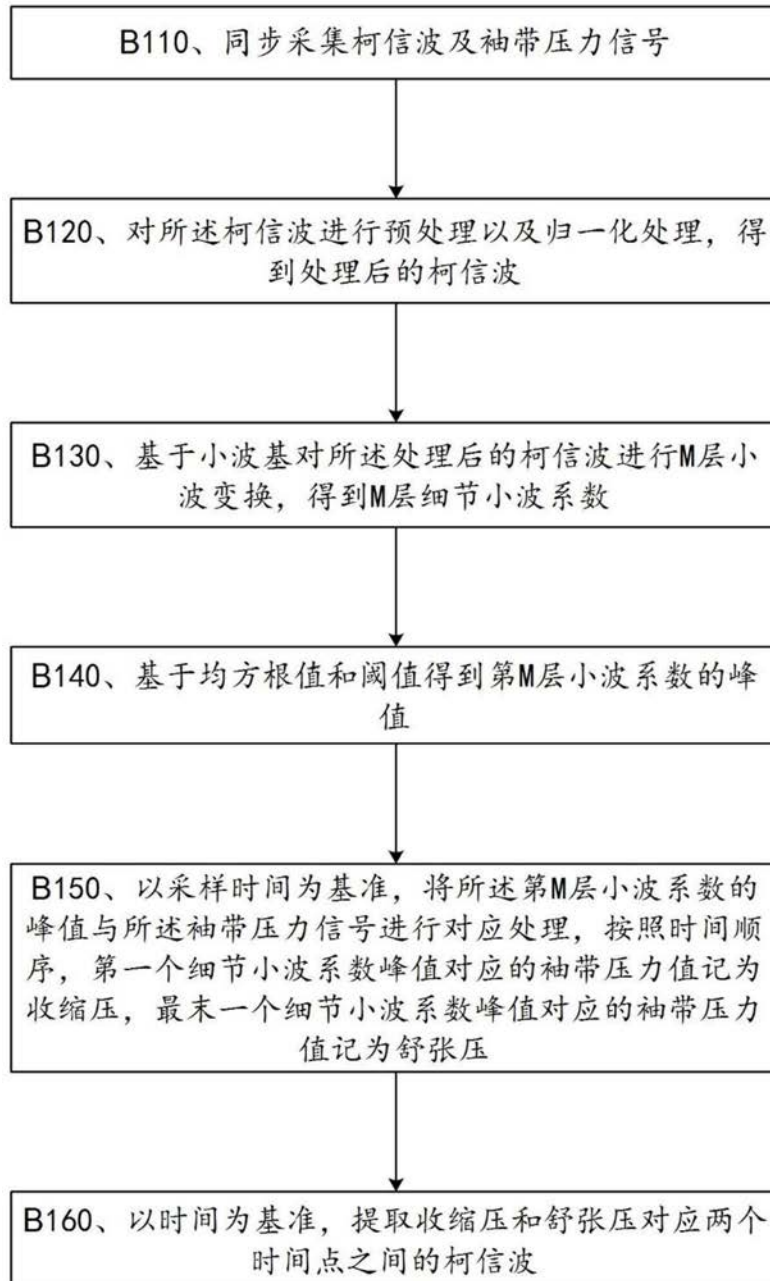 B110、同步采集柯信波及袖带压力信号
B120、对所述柯信波进行预处理以及归一化处理，得
到处理后的柯信波
B130、基于小波基对所述处理后的柯信波进行M层小
波变换，得到M层细节小波系数
B140、基于均方根值和阈值得到第M层小波系数的峰
值
B150、以采样时间为基准，将所述第M层小波系数的
峰值与所述袖带压力信号进行对应处理，按照时间顺
序，第一个细节小波系数峰值对应的袖带压力值记为
收缩压，最末一个细节小波系数峰值对应的袖带压力
值记为舒张压
B160、以时间为基准，提取收缩压和舒张压对应两个
时间点之间的柯信波